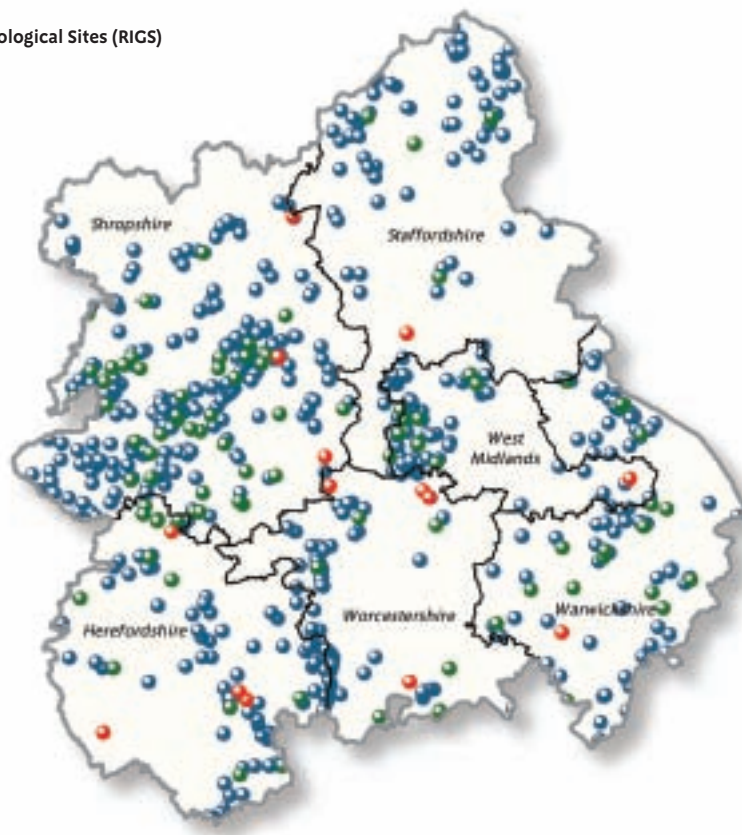 ological Sites (RIGS)
Shropshire
Staffordshire
West
Midlands
Worcestershire
Warwickshire
Herefordshire